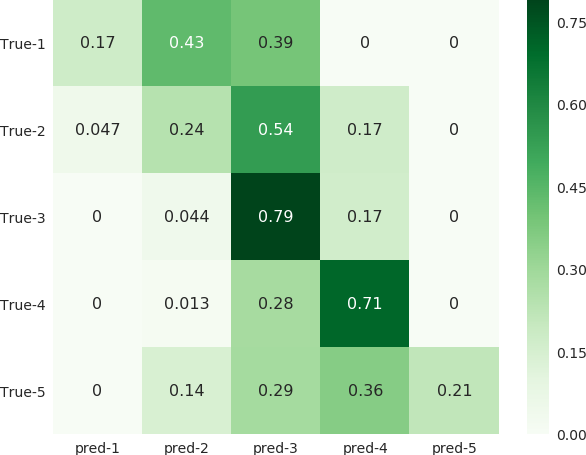 True-1 0.17 0.43 0.39 0 0 0.75
True-2 0.047 0.24 0.54 0.17 0 0.60
True-3 0 0.044 0.79 0.17 0 0.45
True-4 0 0.013 0.28 0.71 0 0.30
True-5 0 0.14 0.29 0.36 0.21 0.15
0.00
pred-1 pred-2 pred-3 pred-4 pred-5